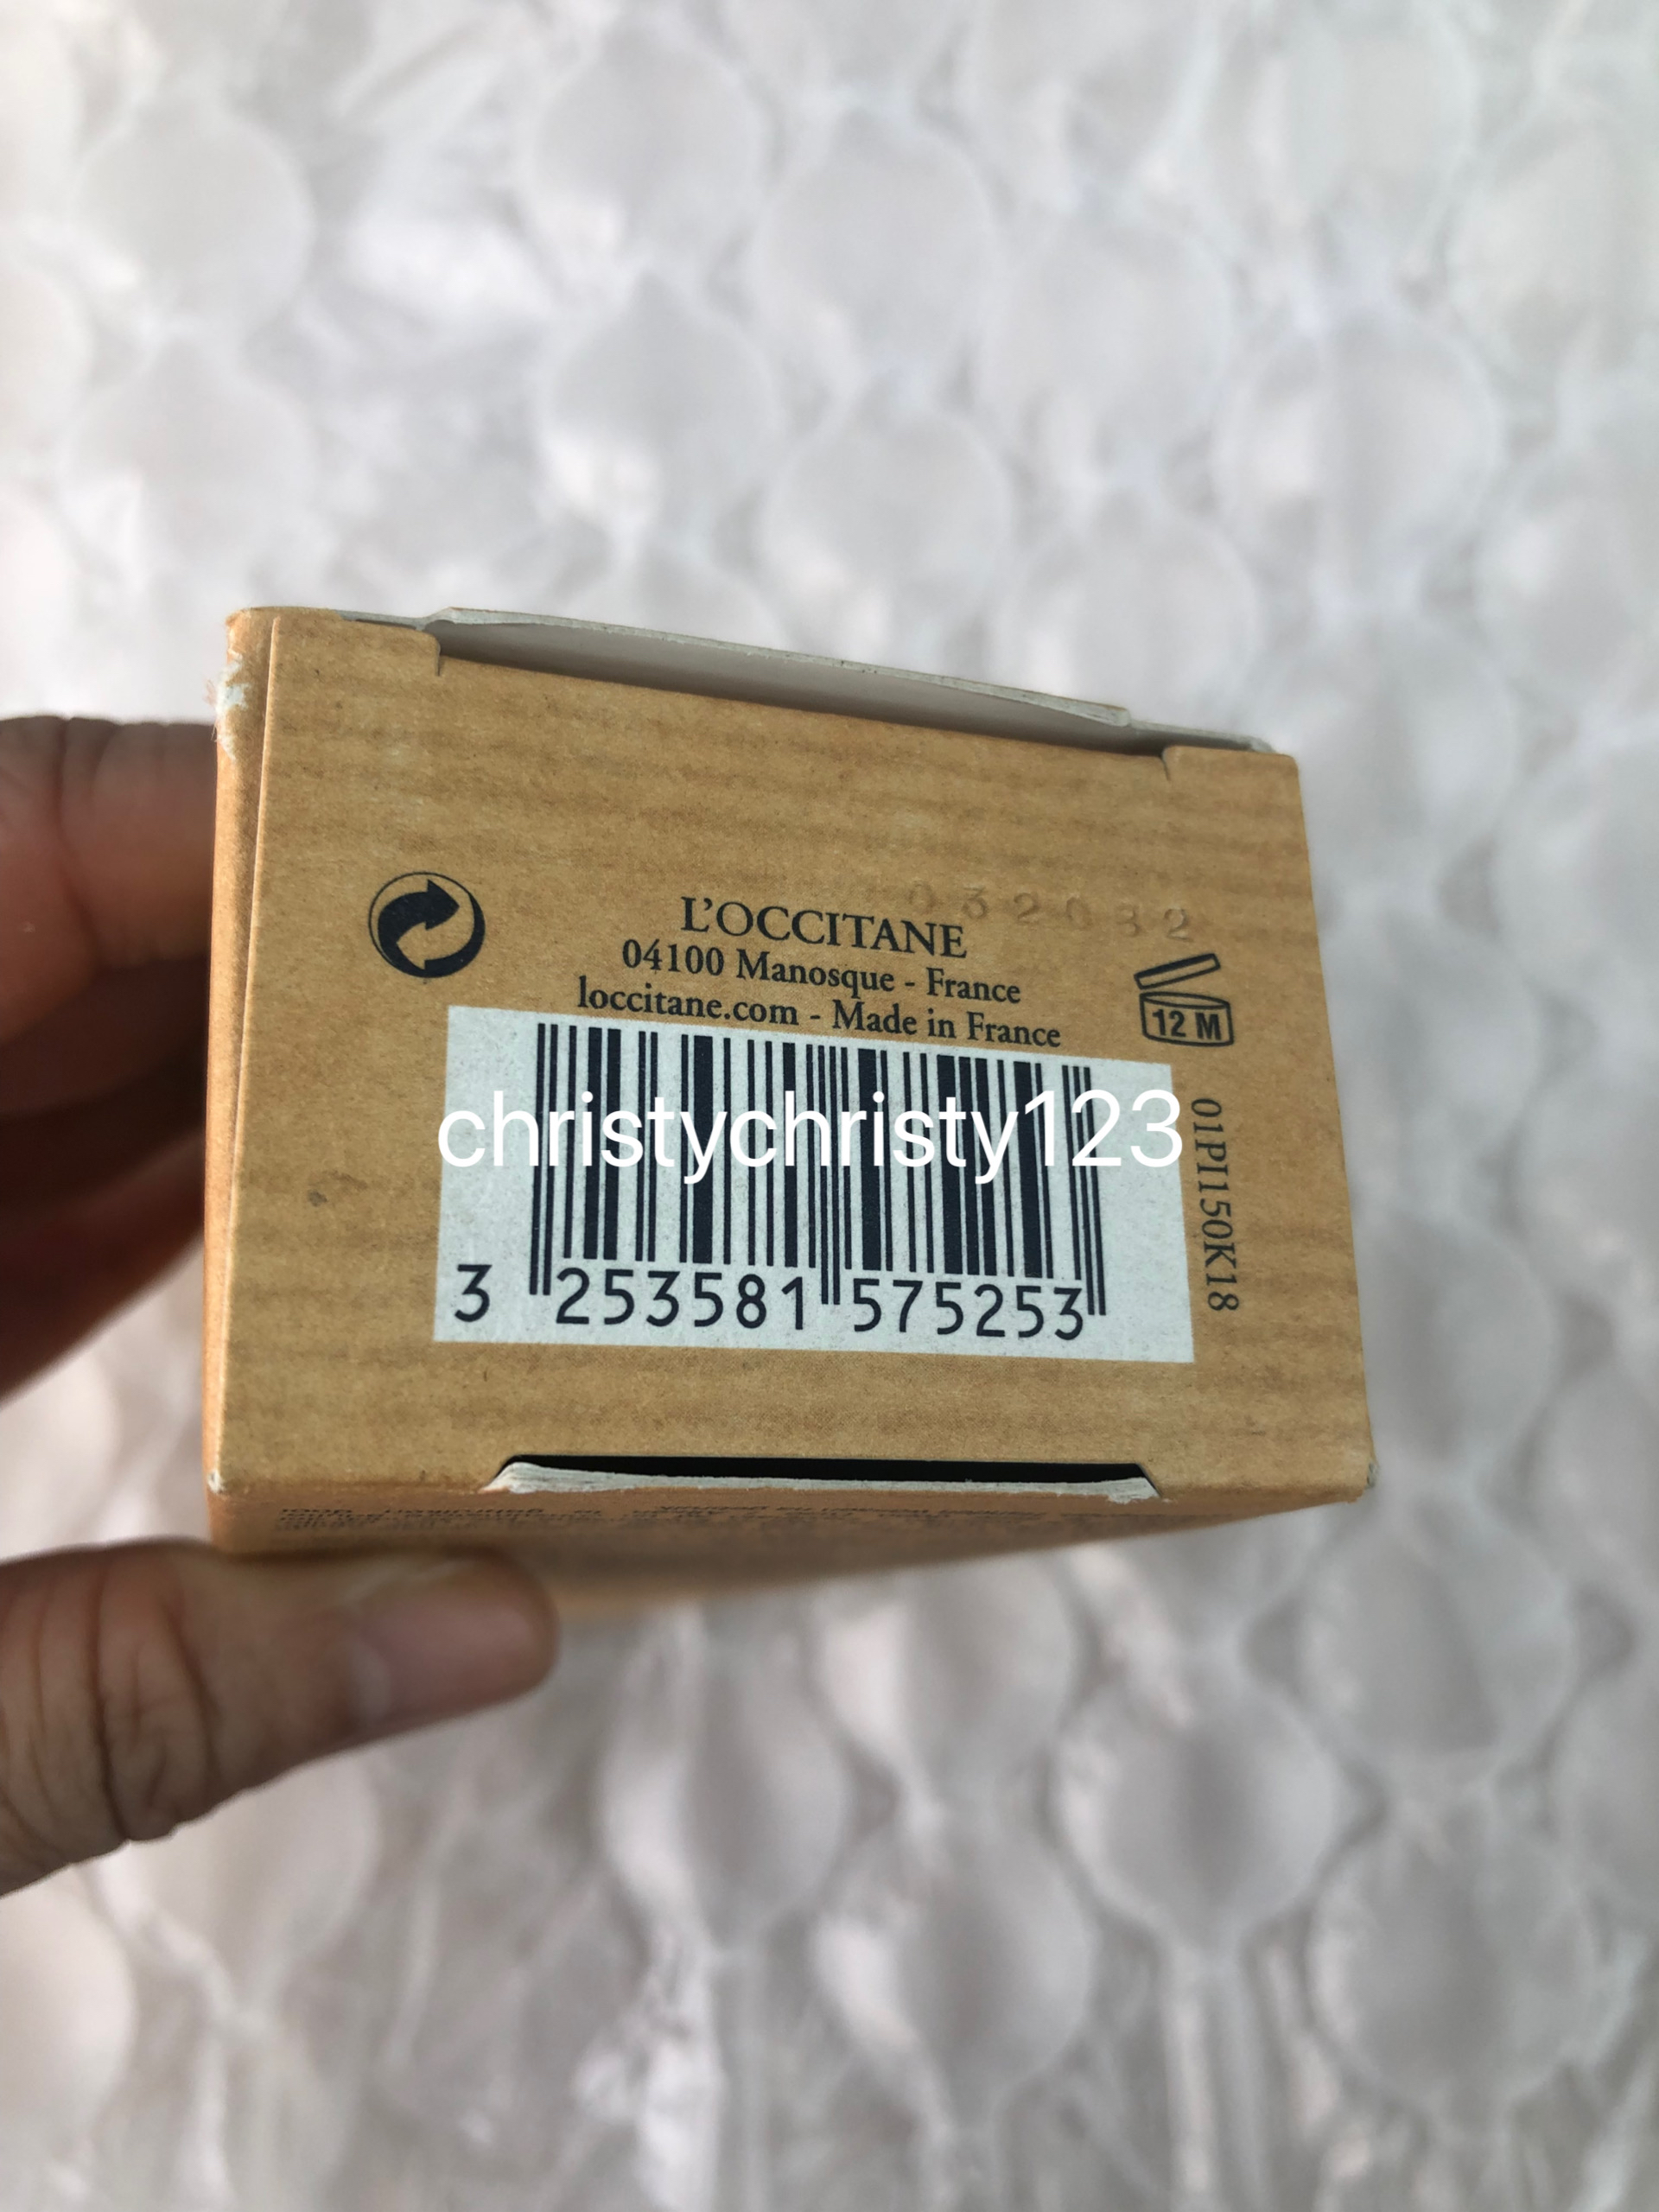 032032
L'OCCITANE
04100 Manosque - France
loccitane.com - Made in France
12 M
christychristy123
01PI150K18
3 253581 575253